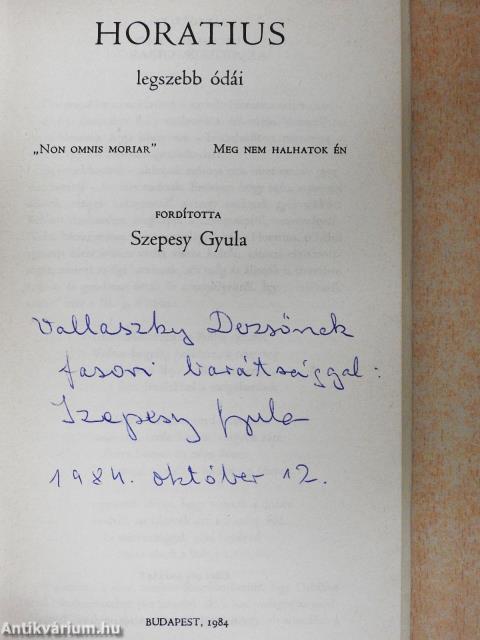 HORATIUS
legszebb ódái
„NON OMNIS MORIAR” MEG NEM HALHATOK ÉN
FORDÍTOTTA
Szepesy Gyula
Vallaszky Dezsőnek
fasori barátsággal:
Szepesy Gyula
1984. október 12.
BUDAPEST, 1984
Antikvárium.hu